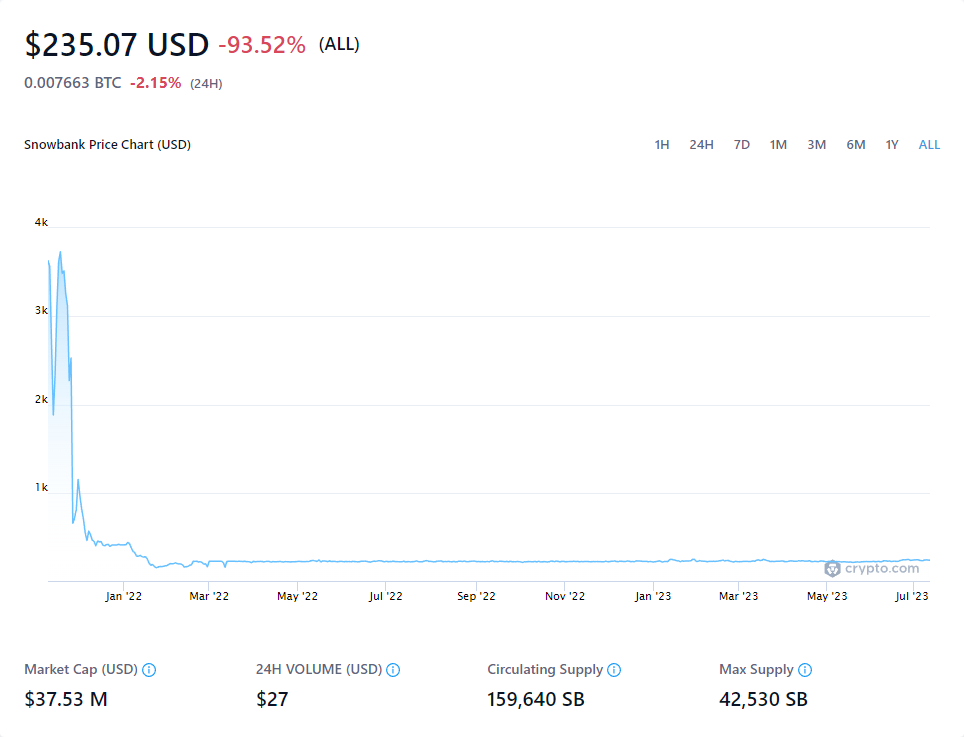 $235.07 USD -93.52% (ALL)
0.007663 BTC -2.15% (24H)
Snowbank Price Chart (USD) 1H 24H 7D 1M 3M 6M 1Y ALL
4k
3k
2k
1k
crypto.com
Jan '22 Mar '22 May '22 Jul '22 Sep '22 Nov '22 Jan '23 Mar '23 May '23 Jul '23
Market Cap (USD) 24H VOLUME (USD) Circulating Supply Max Supply
$37.53 M $27 159,640 SB 42,530 SB